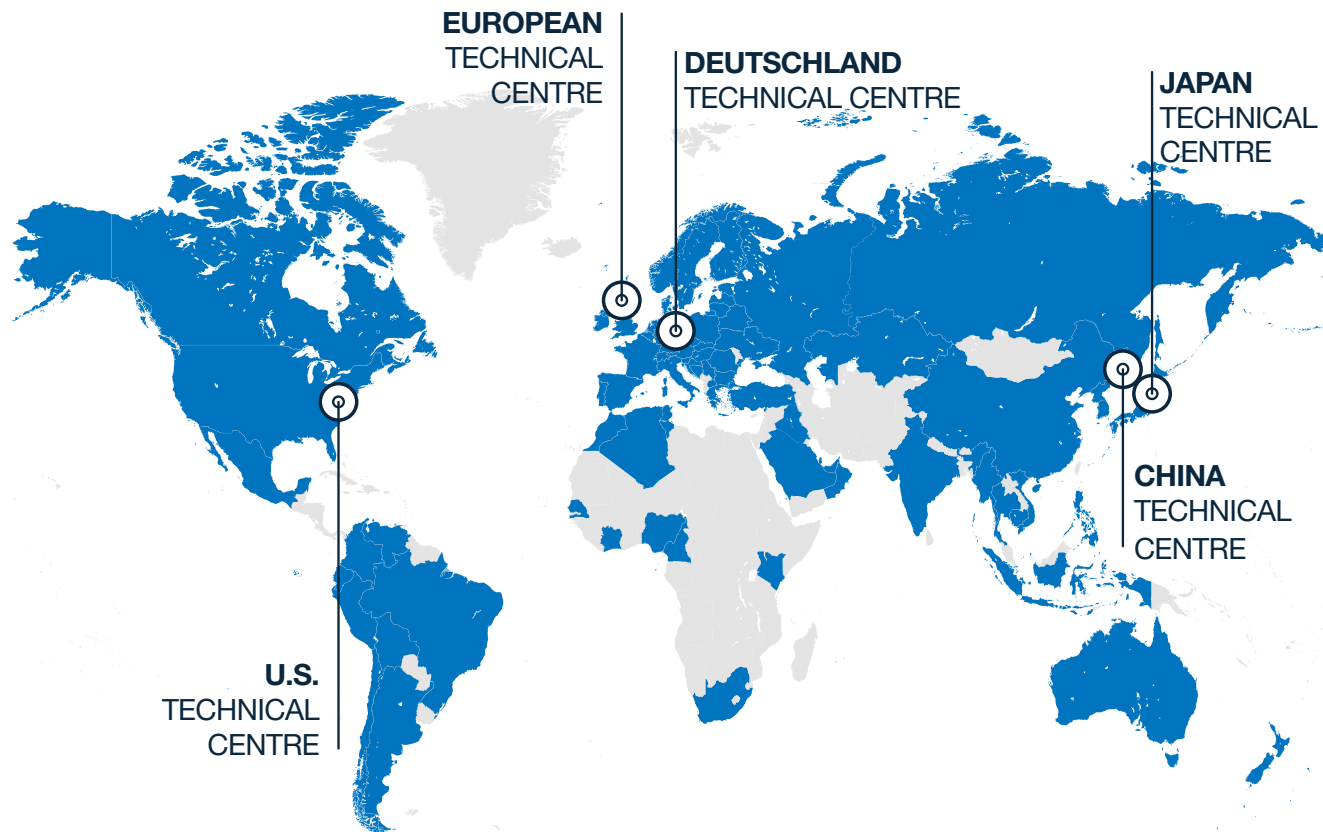 EUROPEAN
TECHNICAL
CENTRE
DEUTSCHLAND
TECHNICAL CENTRE
JAPAN
TECHNICAL
CENTRE
CHINA
TECHNICAL
CENTRE
U.S.
TECHNICAL
CENTRE